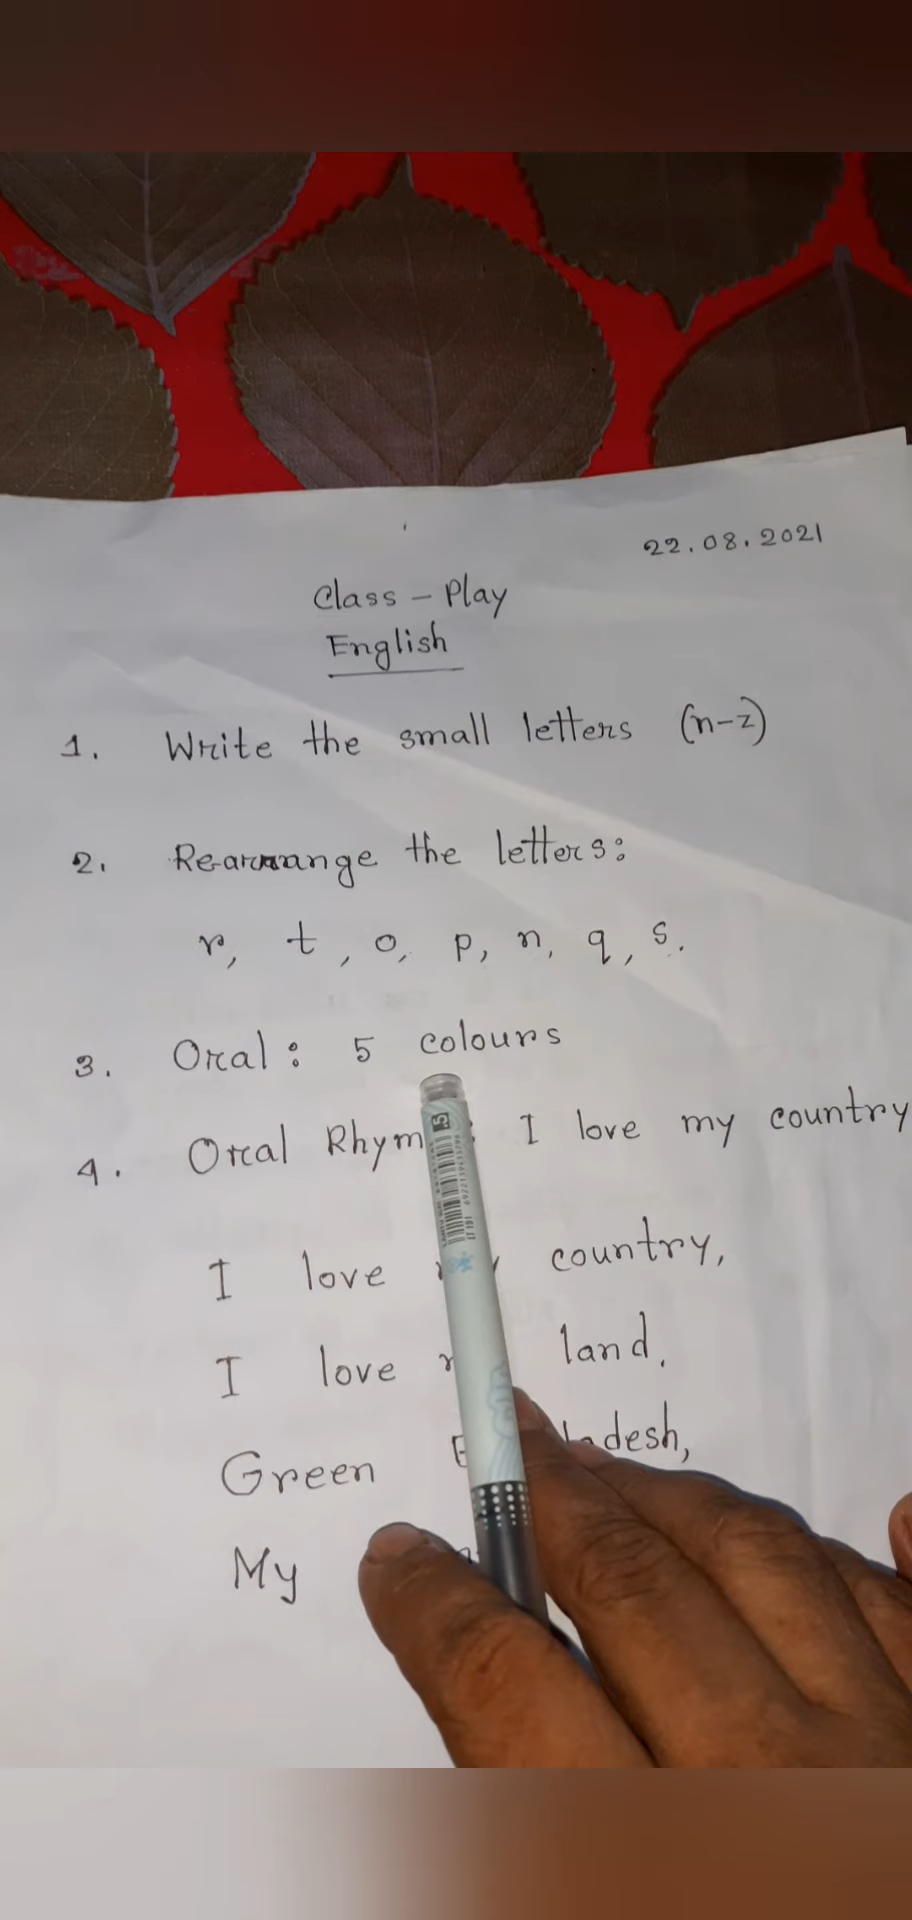 22.08.2021
Class - Play
English
1. Write the small letters (n-z)
2. Rearrange the letters:
r, t, o, p, n, q, s.
3. Oral: 5 colours
4. Oral Rhym : I love my country
I love country,
I love land.
Green desh,
My